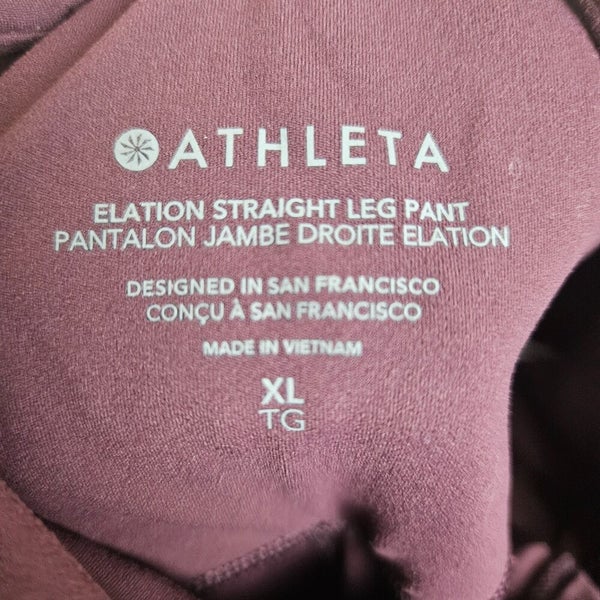 ATHLETA
ELATION STRAIGHT LEG PANT
PANTALON JAMBE DROITE ELATION
DESIGNED IN SAN FRANCISCO
CONÇU À SAN FRANCISCO
MADE IN VIETNAM
XL
TG